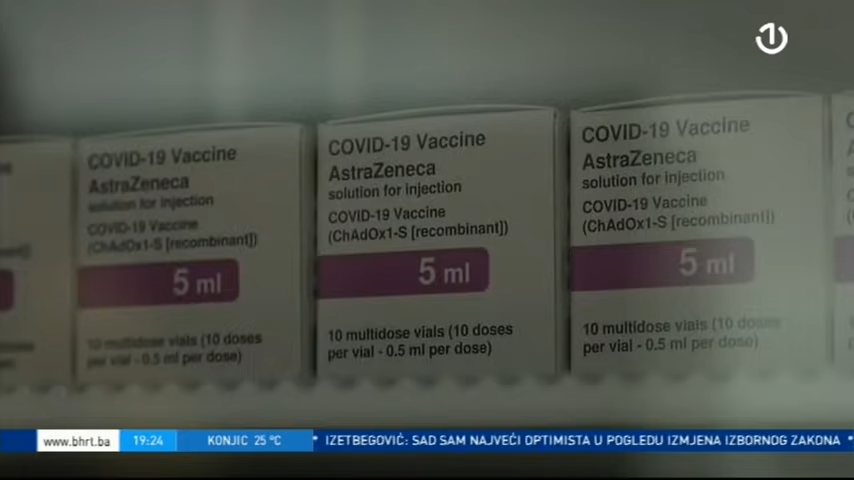 1
COVID-19 Vaccine
AstraZeneca
solution for injection
COVID-19 Vaccine
(ChAdOx1-S [recombinant])
5 ml
10 multidose vials (10 doses
per vial - 0.5 ml per dose)
COVID-19 Vaccine
AstraZeneca
solution for injection
COVID-19 Vaccine
(ChAdOx1-S [recombinant])
5 ml
10 multidose vials (10 doses
per vial - 0.5 ml per dose)
COVID-19 Vaccine
AstraZeneca
solution for injection
COVID-19 Vaccine
(ChAdOx1-S [recombinant])
5 ml
10 multidose vials (10 doses
per vial - 0.5 ml per dose)
www.bhrt.ba 19:24 KONJIC 25 °C * IZETBEGOVIĆ: SAD SAM NAJVEĆI OPTIMISTA U POGLEDU IZMJENA IZBORNOG ZAKONA *